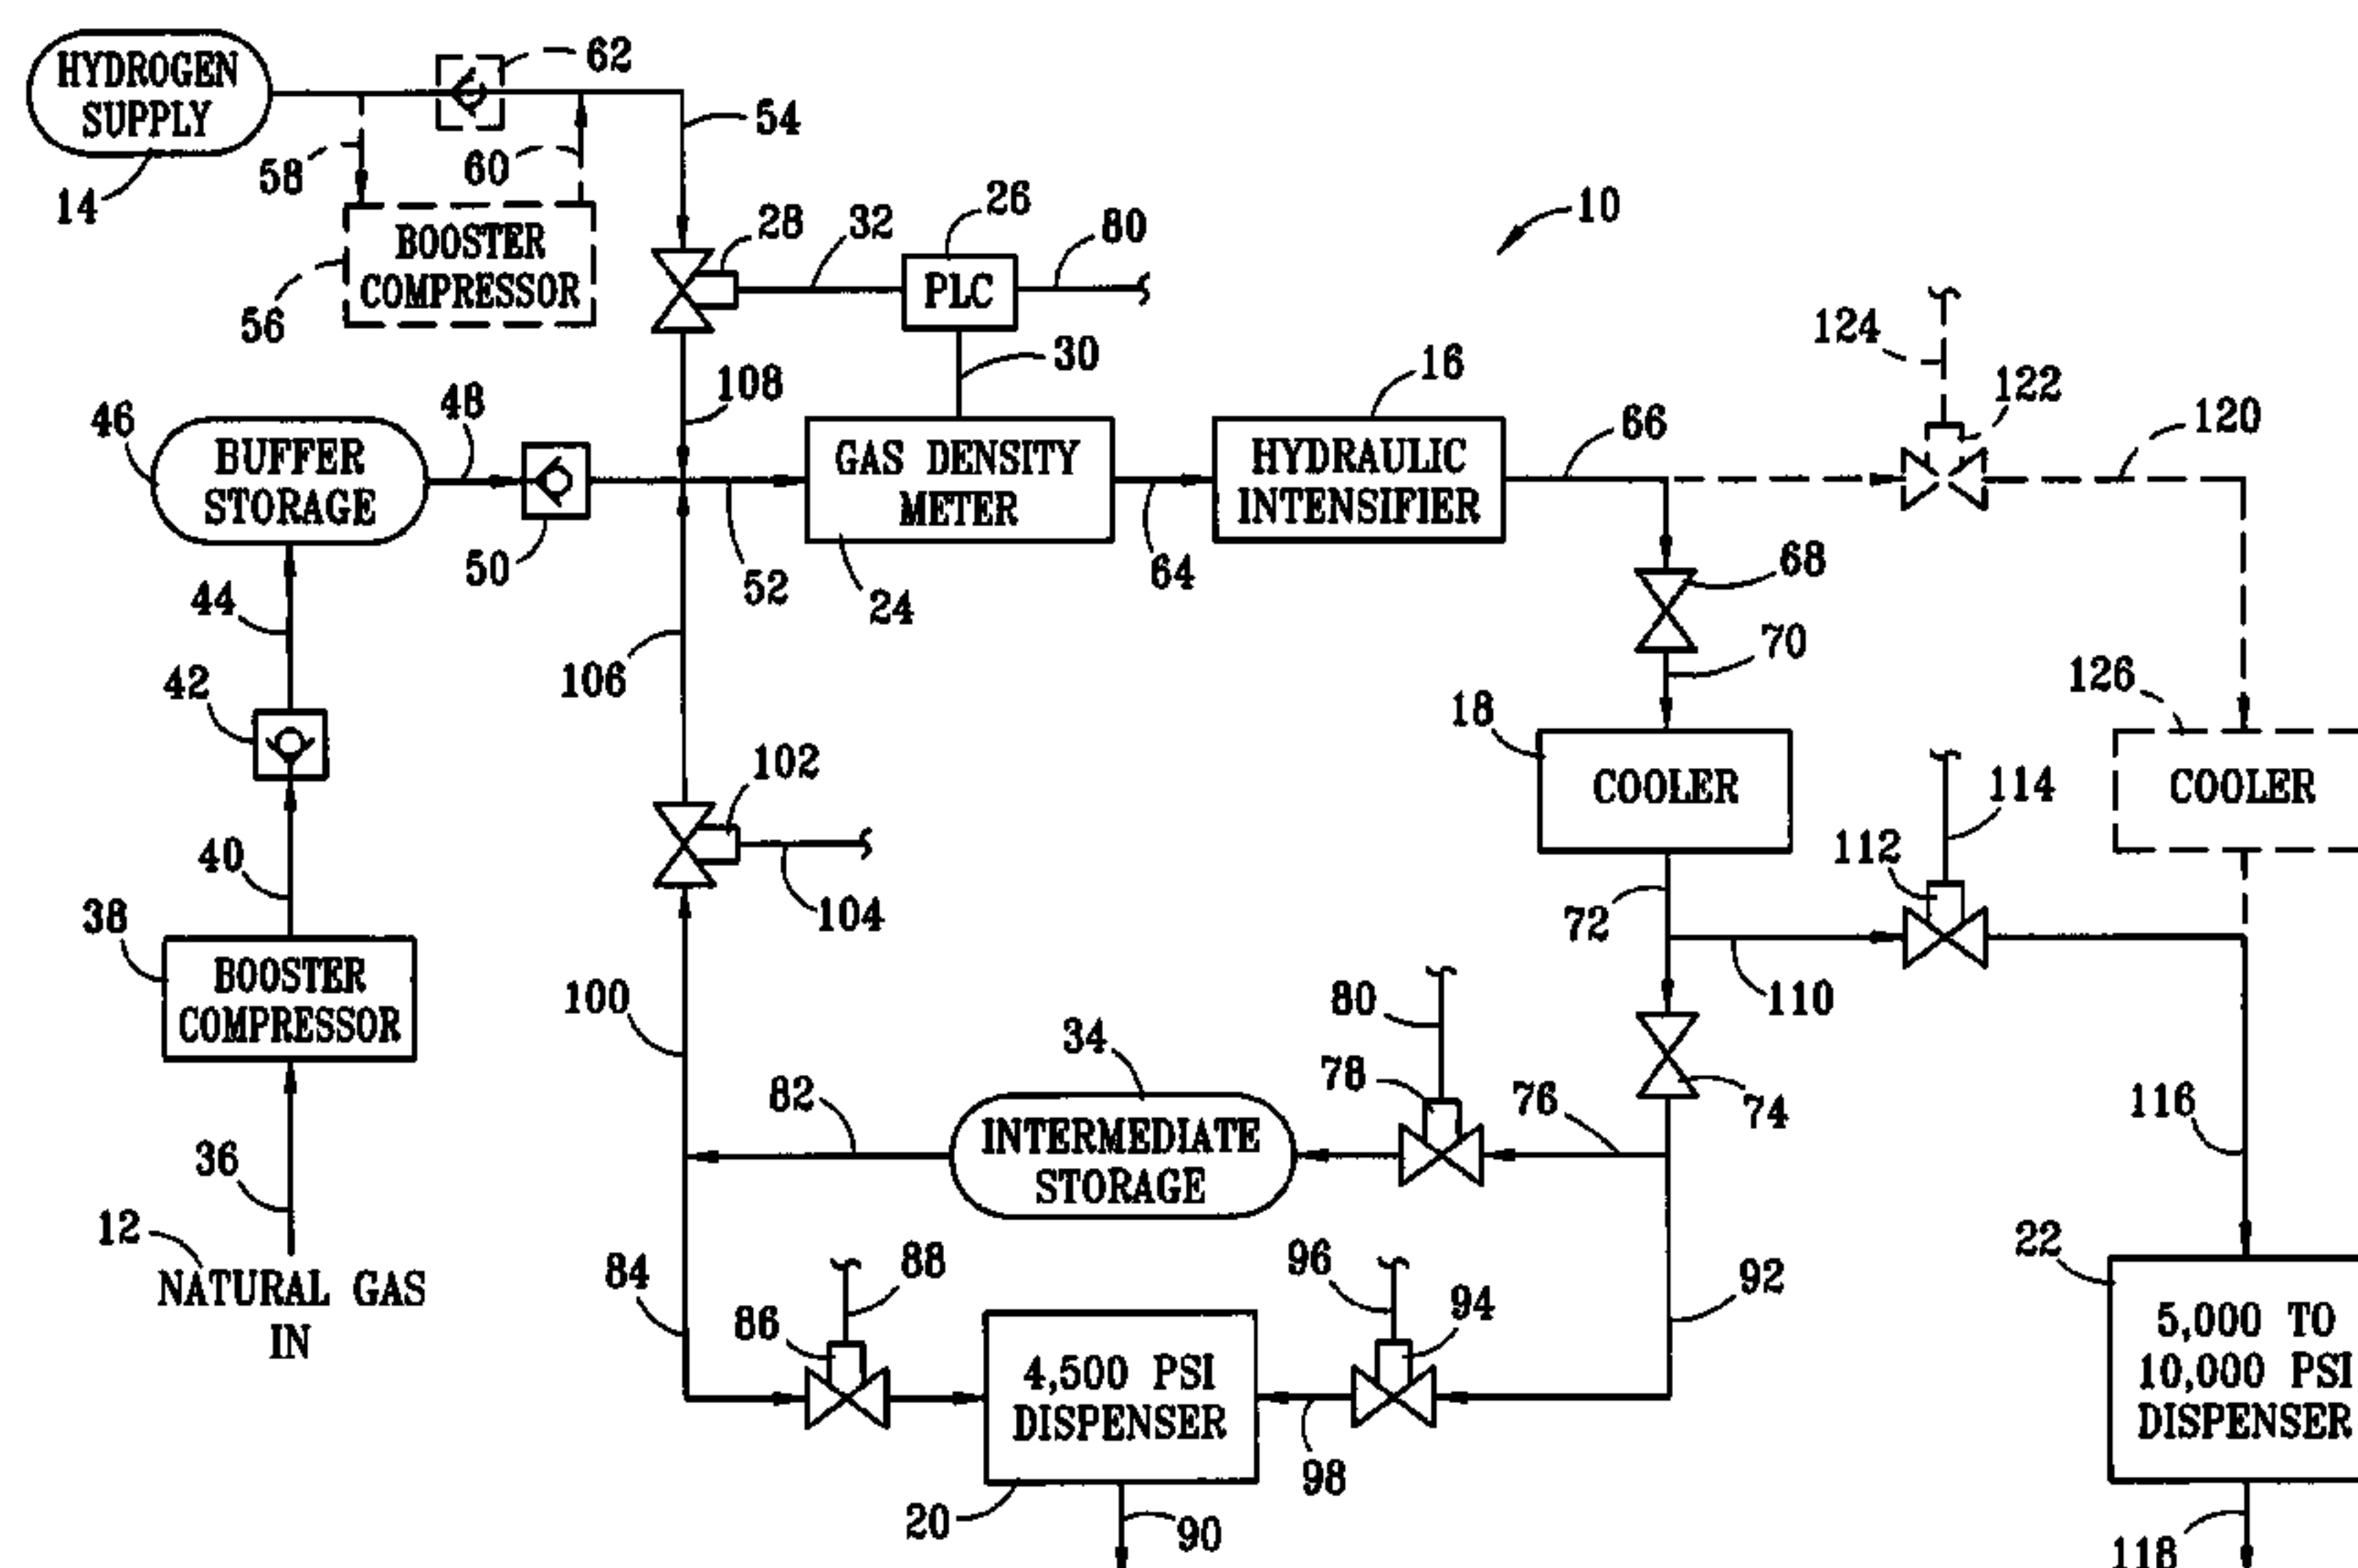 HYDROGEN
SUPPLY
14
58
62
60
54
BOOSTER
COMPRESSOR
56
28
32
26
80
PLC
10
30
108
16
66
124
122
120
46
48
BUFFER
STORAGE
50
52
GAS DENSITY
METER
24
64
HYDRAULIC
INTENSIFIER
68
70
44
42
106
102
104
18
COOLER
126
COOLER
114
112
40
38
BOOSTER
COMPRESSOR
100
72
110
80
78
76
74
34
82
INTERMEDIATE
STORAGE
116
36
12
NATURAL GAS
IN
84
86
88
96
94
92
22
4,500 PSI
DISPENSER
5,000 TO
10,000 PSI
DISPENSER
98
20
90
118